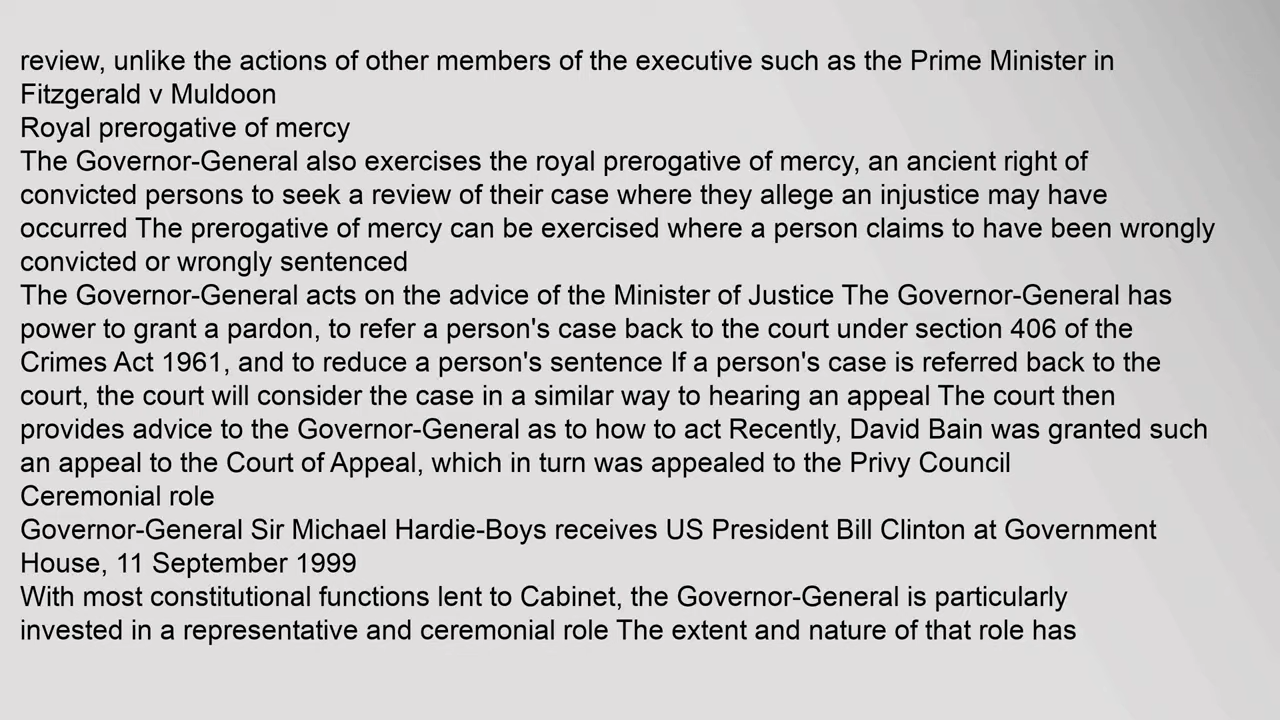 review, unlike the actions of other members of the executive such as the Prime Minister in
Fitzgerald v Muldoon
Royal prerogative of mercy
The Governor-General also exercises the royal prerogative of mercy, an ancient right of
convicted persons to seek a review of their case where they allege an injustice may have
occurred The prerogative of mercy can be exercised where a person claims to have been wrongly
convicted or wrongly sentenced
The Governor-General acts on the advice of the Minister of Justice The Governor-General has
power to grant a pardon, to refer a person's case back to the court under section 406 of the
Crimes Act 1961, and to reduce a person's sentence If a person's case is referred back to the
court, the court will consider the case in a similar way to hearing an appeal The court then
provides advice to the Governor-General as to how to act Recently, David Bain was granted such
an appeal to the Court of Appeal, which in turn was appealed to the Privy Council
Ceremonial role
Governor-General Sir Michael Hardie-Boys receives US President Bill Clinton at Government
House, 11 September 1999
With most constitutional functions lent to Cabinet, the Governor-General is particularly
invested in a representative and ceremonial role The extent and nature of that role has